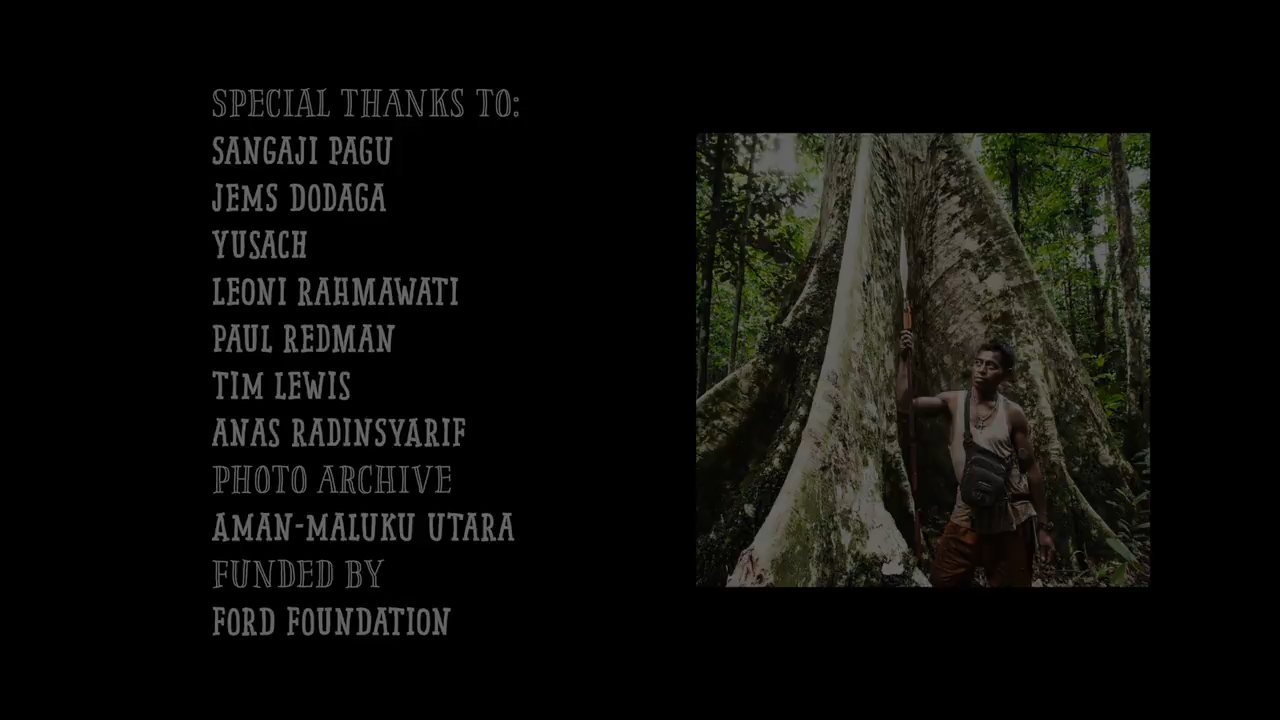 SPECIAL THANKS TO:
SANGAJI PAGU
JEMS DODAGA
YUSACH
LEONI RAHMAWATI
PAUL REDMAN
TIM LEWIS
ANAS RADINSYARIF
PHOTO ARCHIVE
AMAN-MALUKU UTARA
FUNDED BY
FORD FOUNDATION